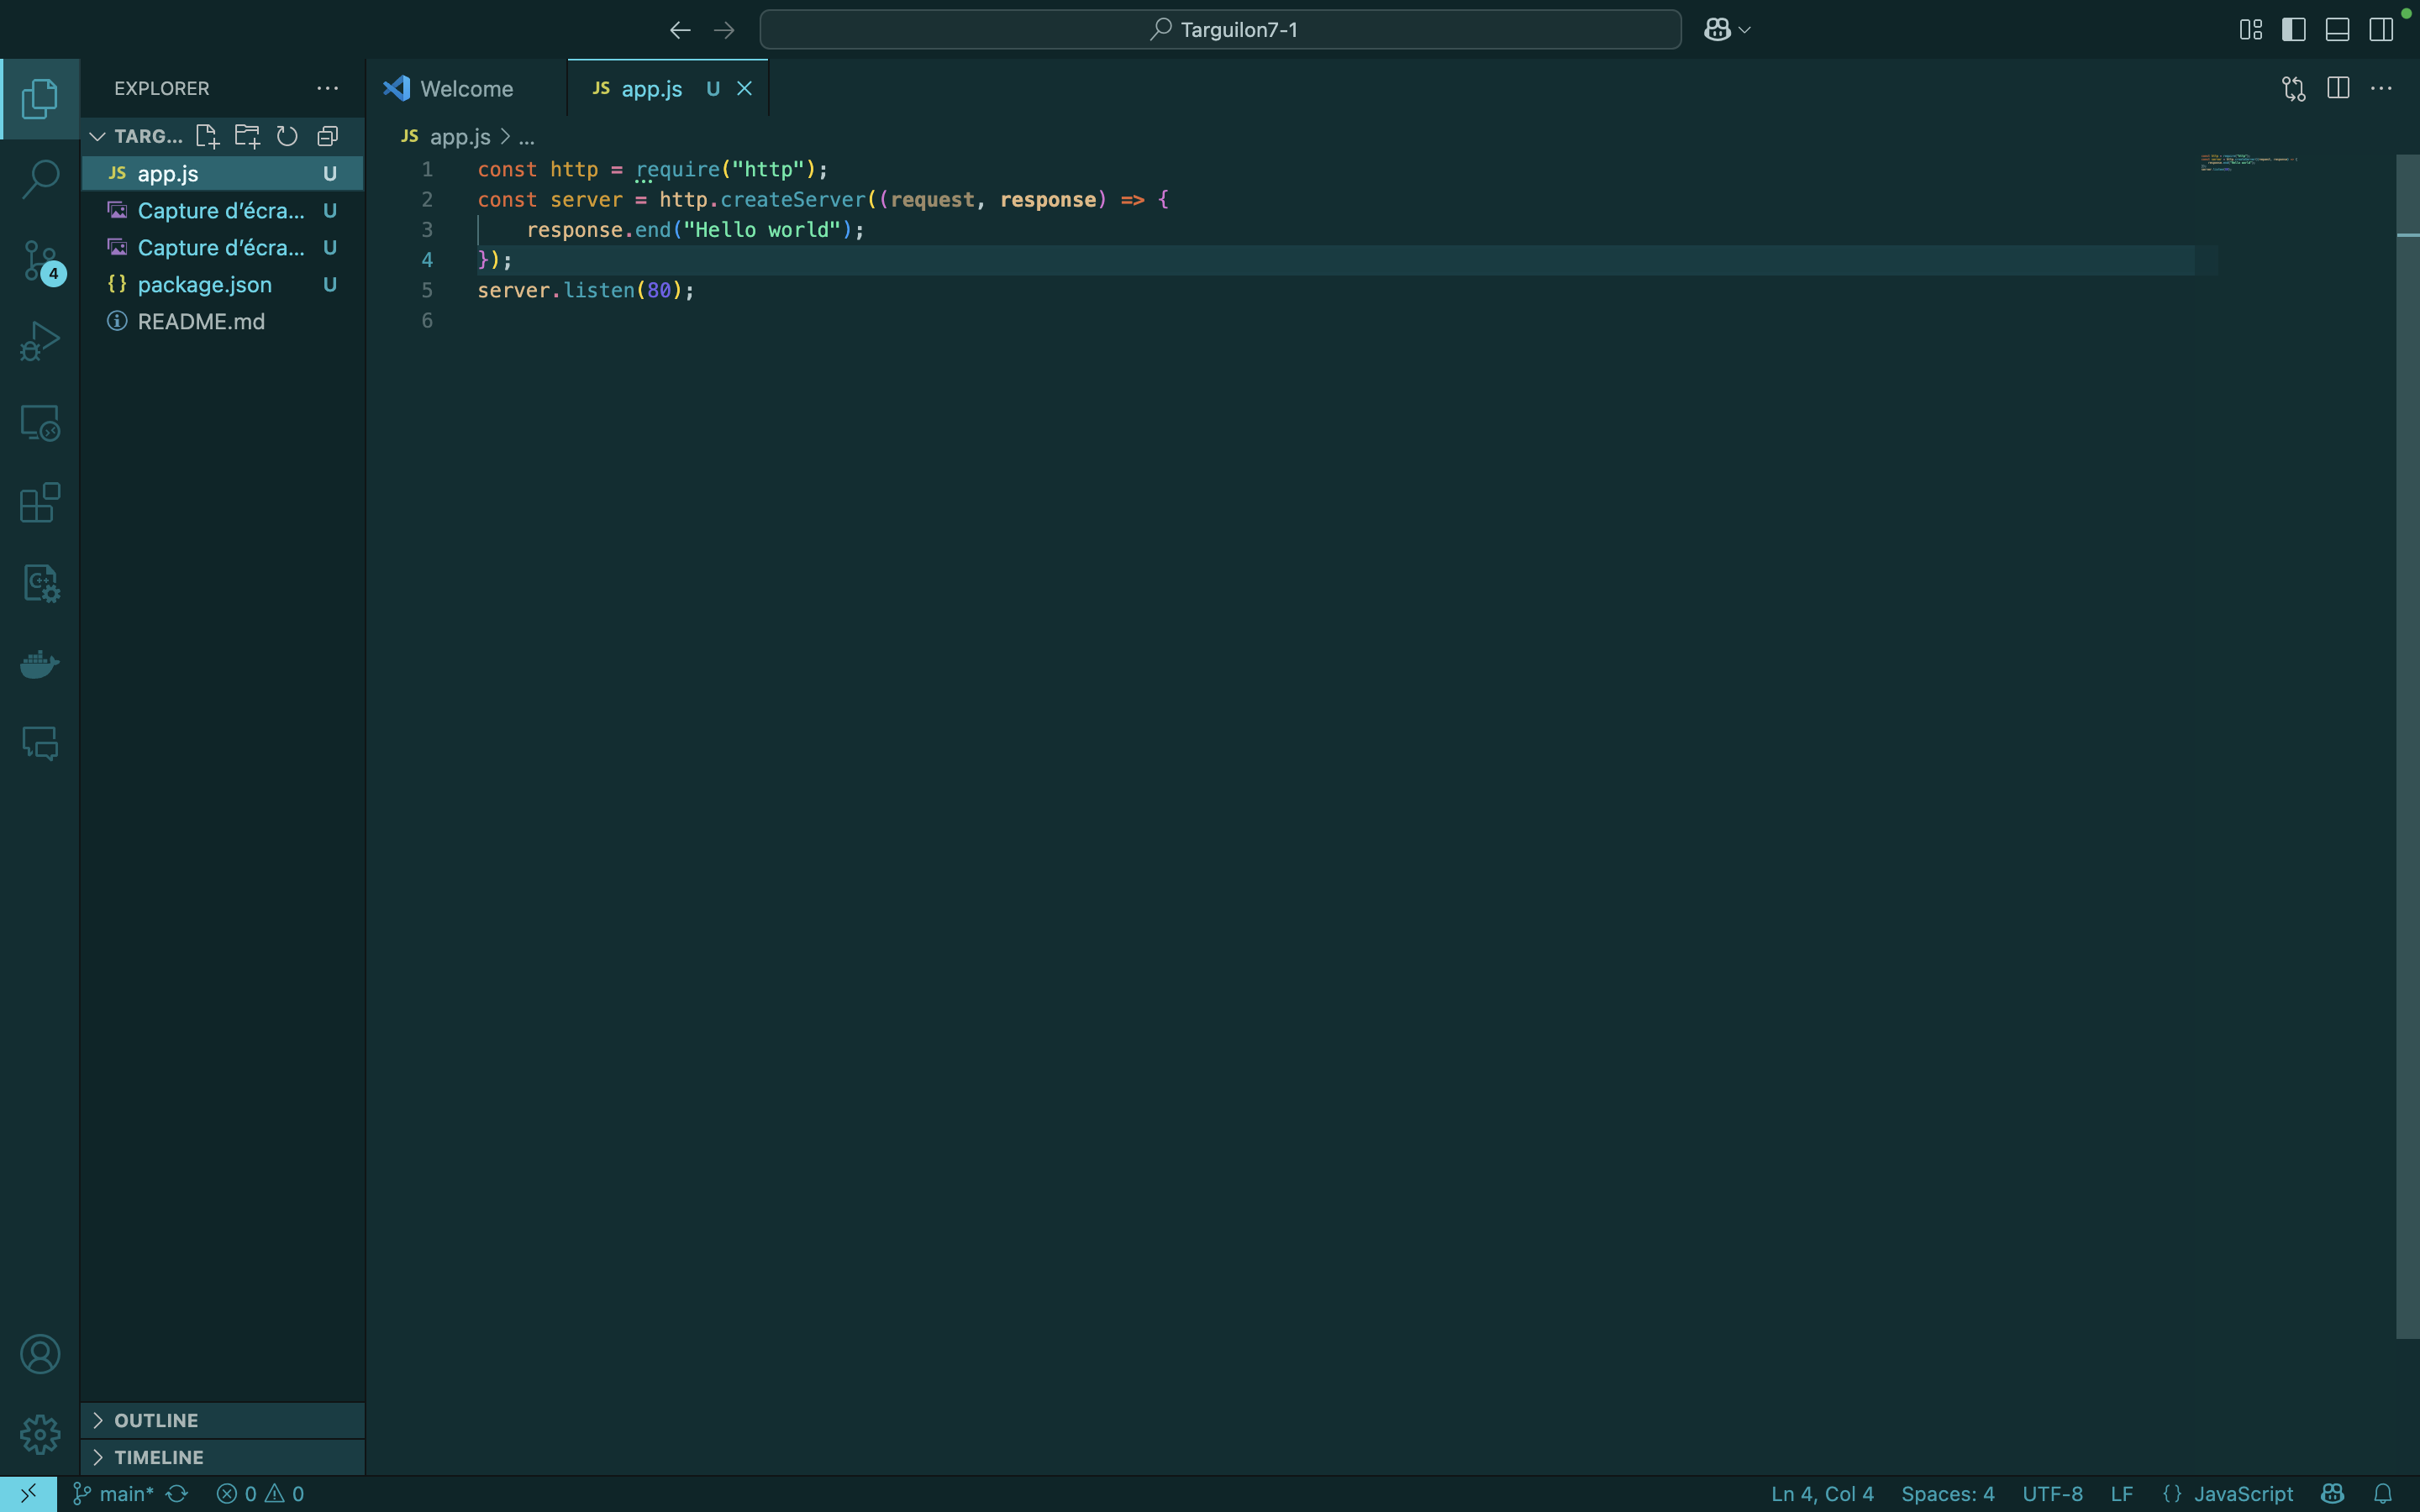 Targuilon7-1
EXPLORER
Welcome
JS app.js U
TARG...
JS app.js > ...
JS app.js U
Capture d’écra... U
Capture d’écra... U
{} package.json U
README.md
4
1 const http = require("http");
2 const server = http.createServer((request, response) => {
3 response.end("Hello world");
4 });
5 server.listen(80);
6
OUTLINE
TIMELINE
main* 0 0
Ln 4, Col 4 Spaces: 4 UTF-8 LF {} JavaScript